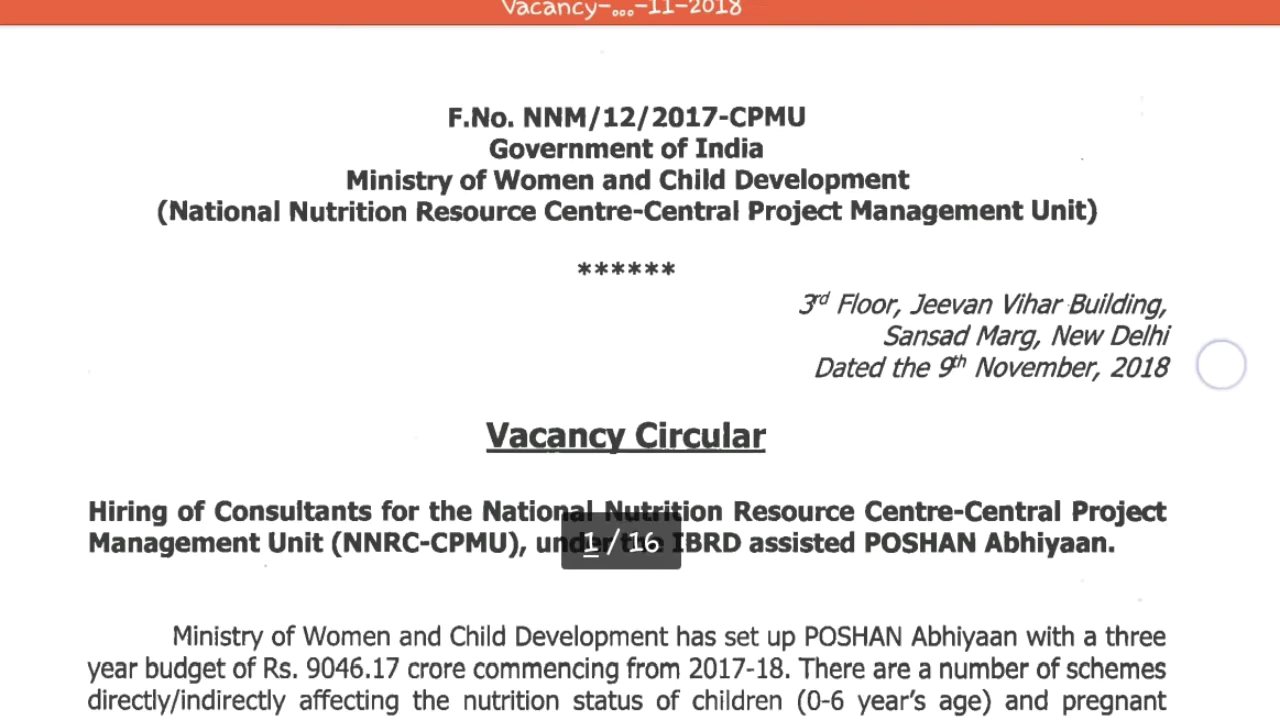 Vacancy-...-11-2018
F.No. NNM/12/2017-CPMU
Government of India
Ministry of Women and Child Development
(National Nutrition Resource Centre-Central Project Management Unit)
******
3rd Floor, Jeevan Vihar Building,
Sansad Marg, New Delhi
Dated the 9th November, 2018
Vacancy Circular
Hiring of Consultants for the National Nutrition Resource Centre-Central Project
Management Unit (NNRC-CPMU), under the IBRD assisted POSHAN Abhiyaan.
1 / 16
Ministry of Women and Child Development has set up POSHAN Abhiyaan with a three
year budget of Rs. 9046.17 crore commencing from 2017-18. There are a number of schemes
directly/indirectly affecting the nutrition status of children (0-6 year's age) and pregnant